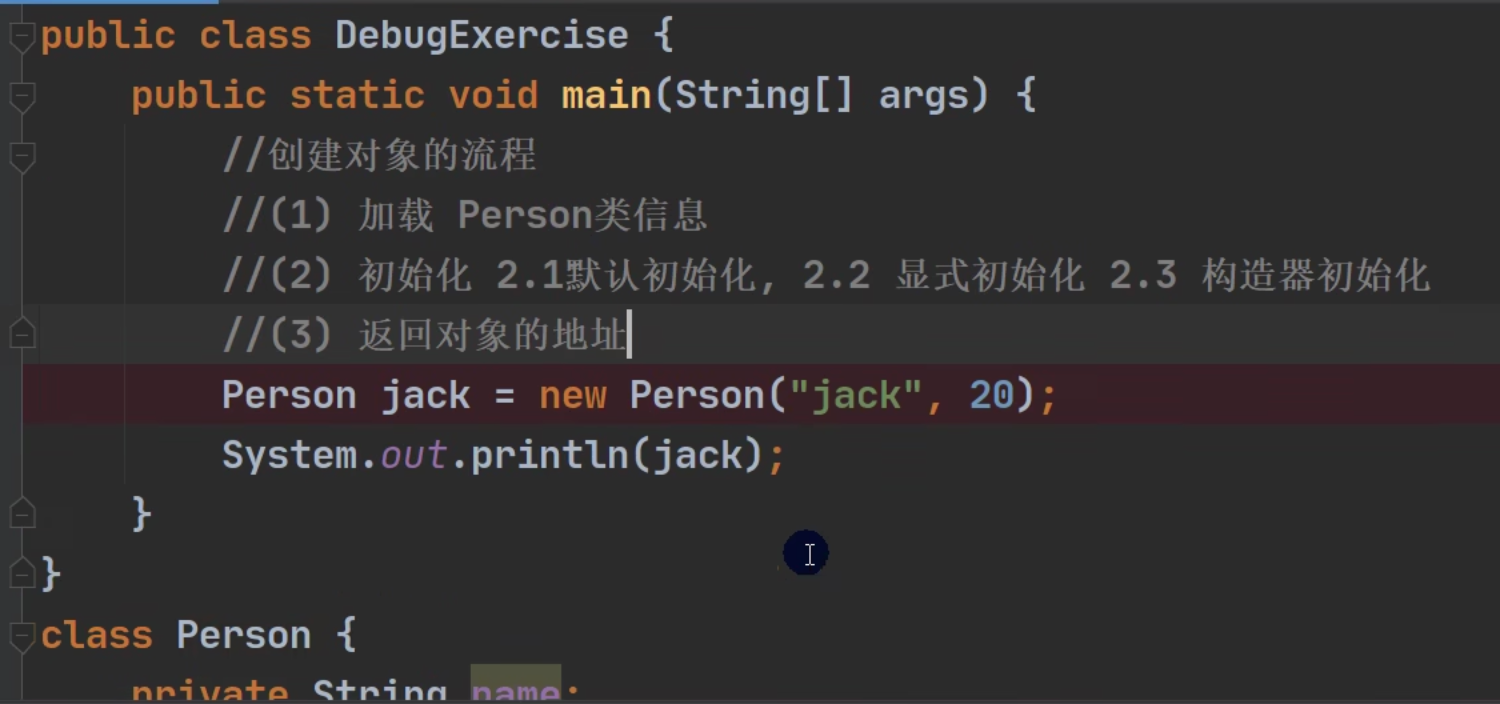 public class DebugExercise {
public static void main(String[] args) {
//创建对象的流程
//(1) 加载 Person类信息
//(2) 初始化 2.1默认初始化, 2.2 显式初始化 2.3 构造器初始化
//(3) 返回对象的地址
Person jack = new Person("jack", 20);
System.out.println(jack);
}
}
class Person {
private String name;